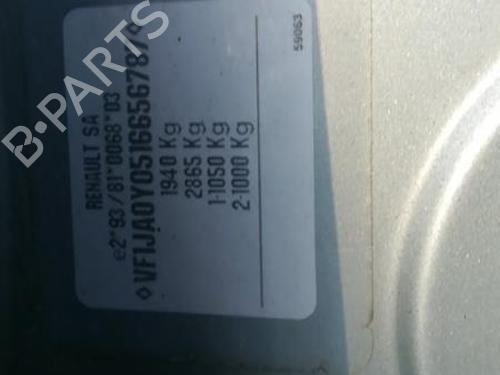 RENAULT SA
e2*93/81*0068*03
VF1JA0Y0516656787
1940 Kg
2865 Kg
1-1050 Kg
2-1000 Kg
59063
B-PARTS